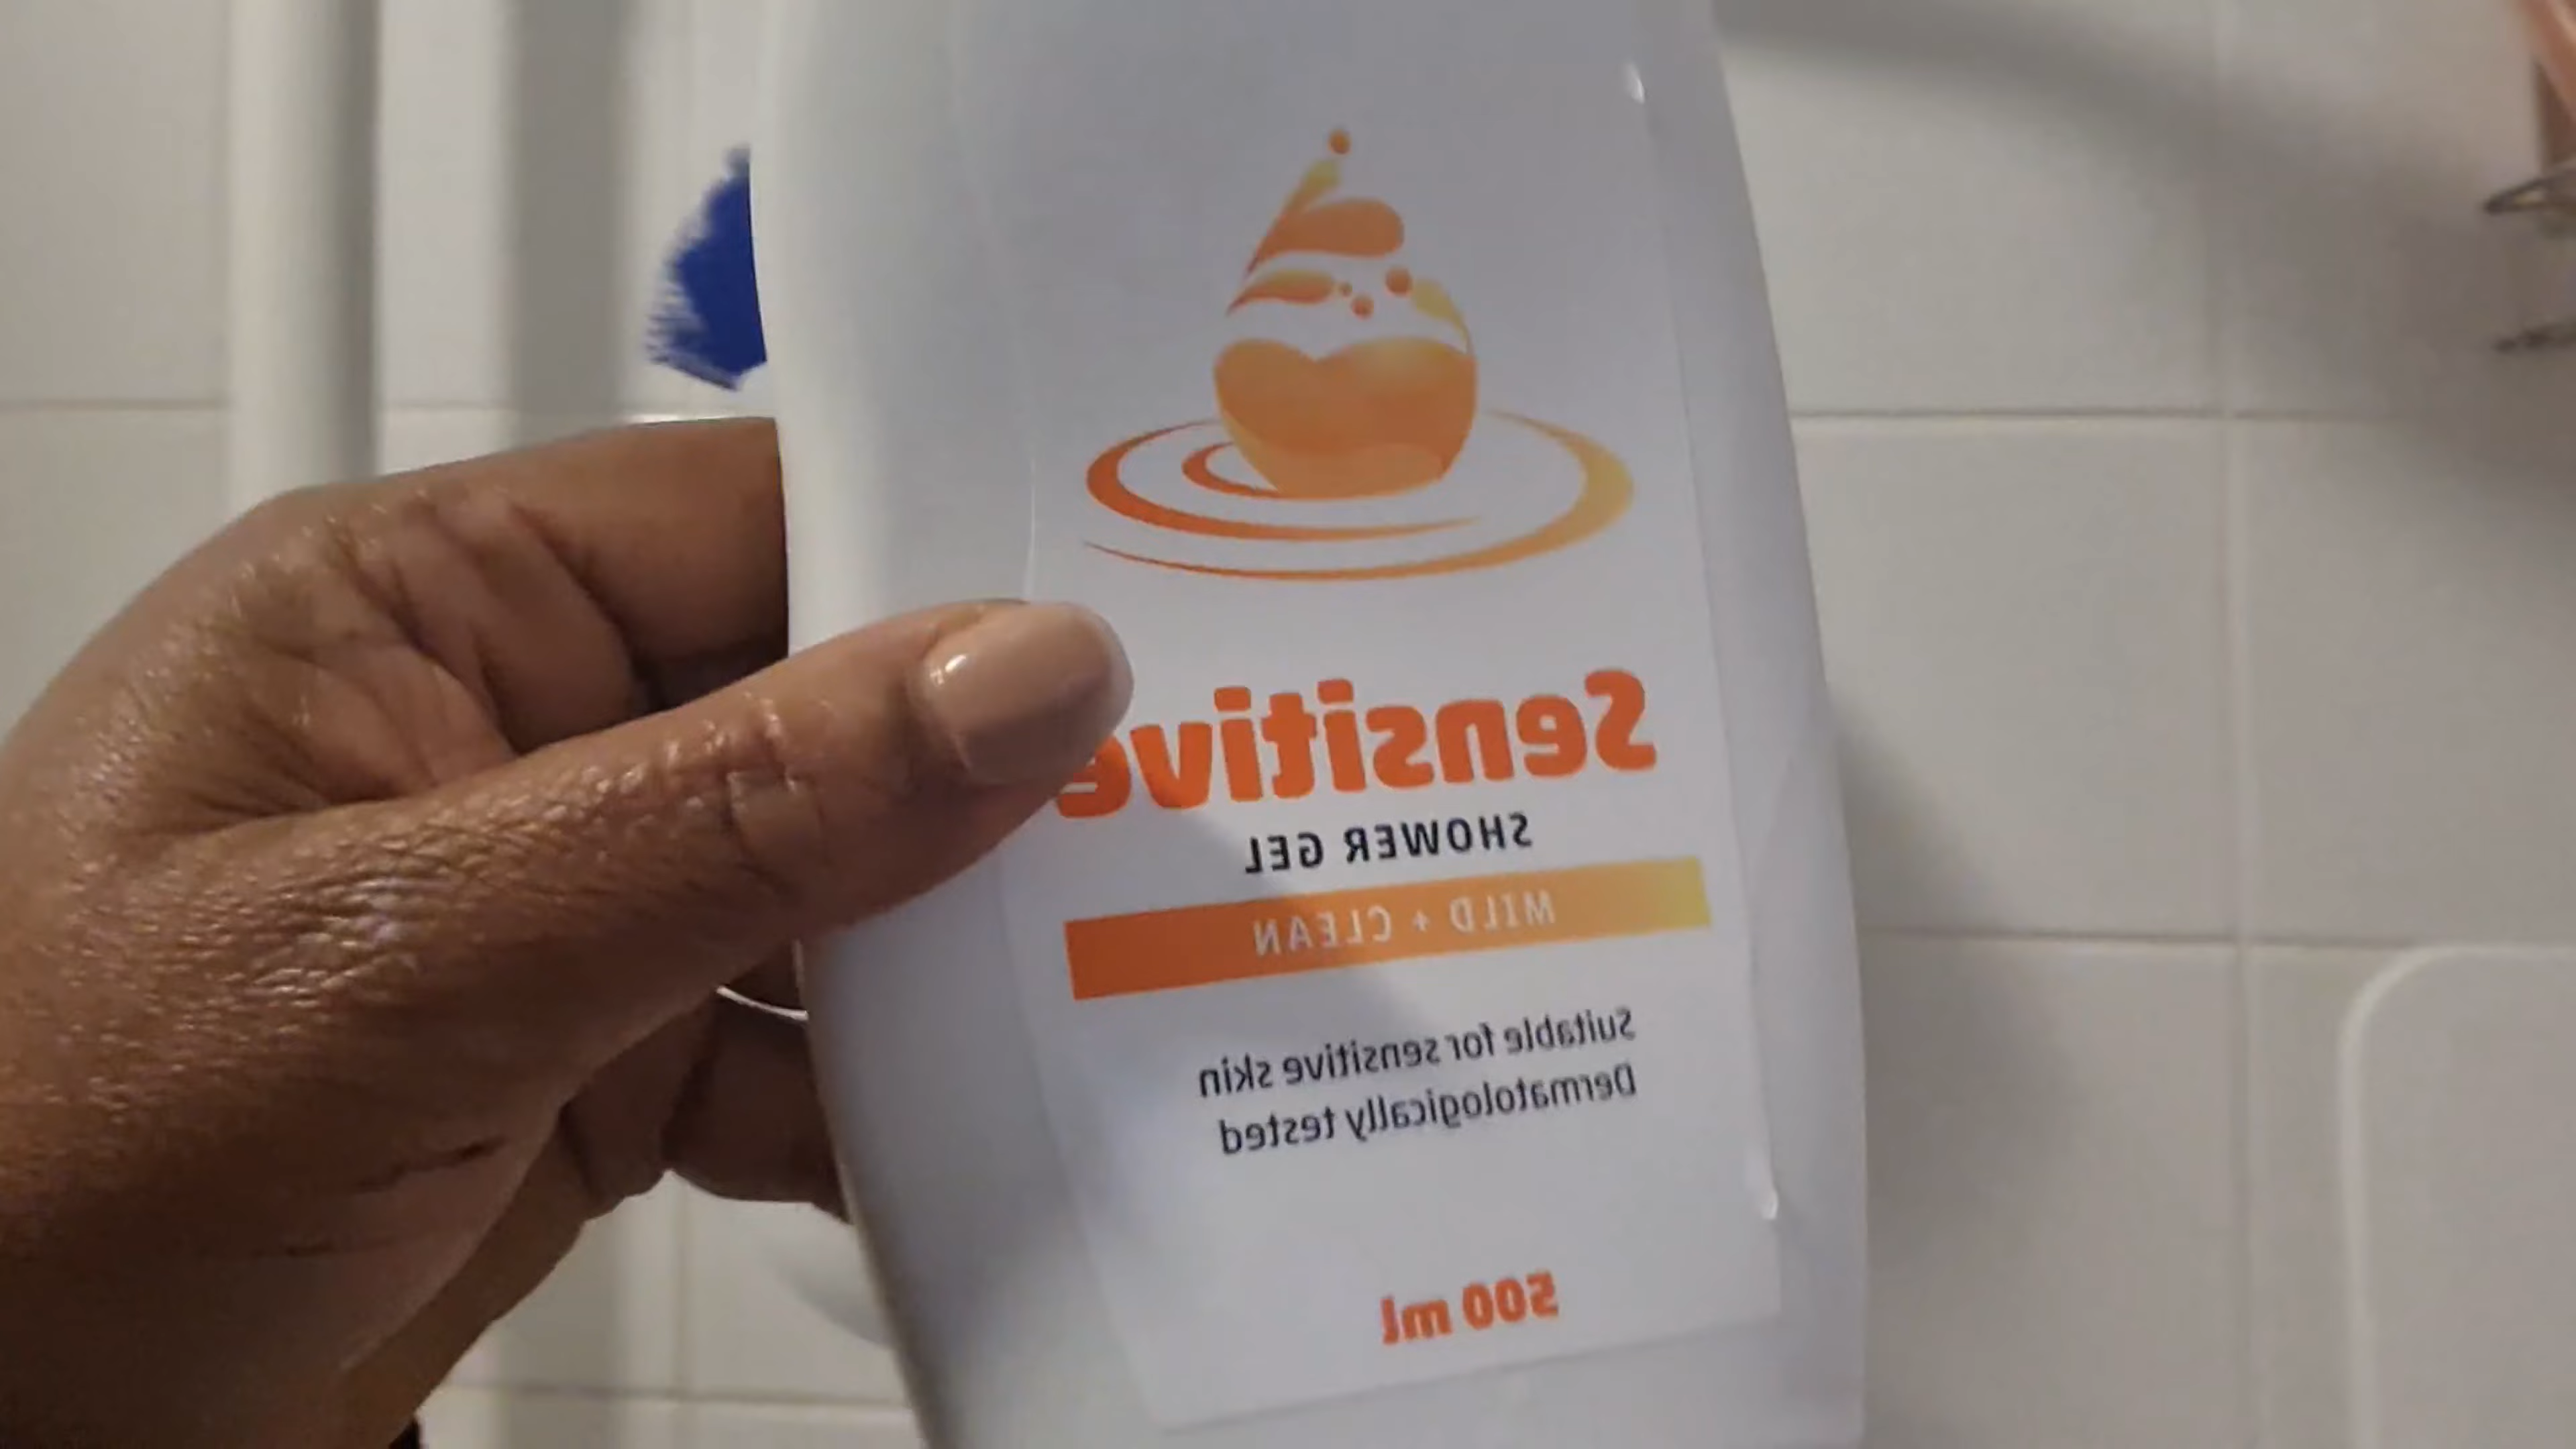 Sensitive
SHOWER GEL
MILD + CLEAN
Suitable for sensitive skin
Dermatologically tested
500 ml